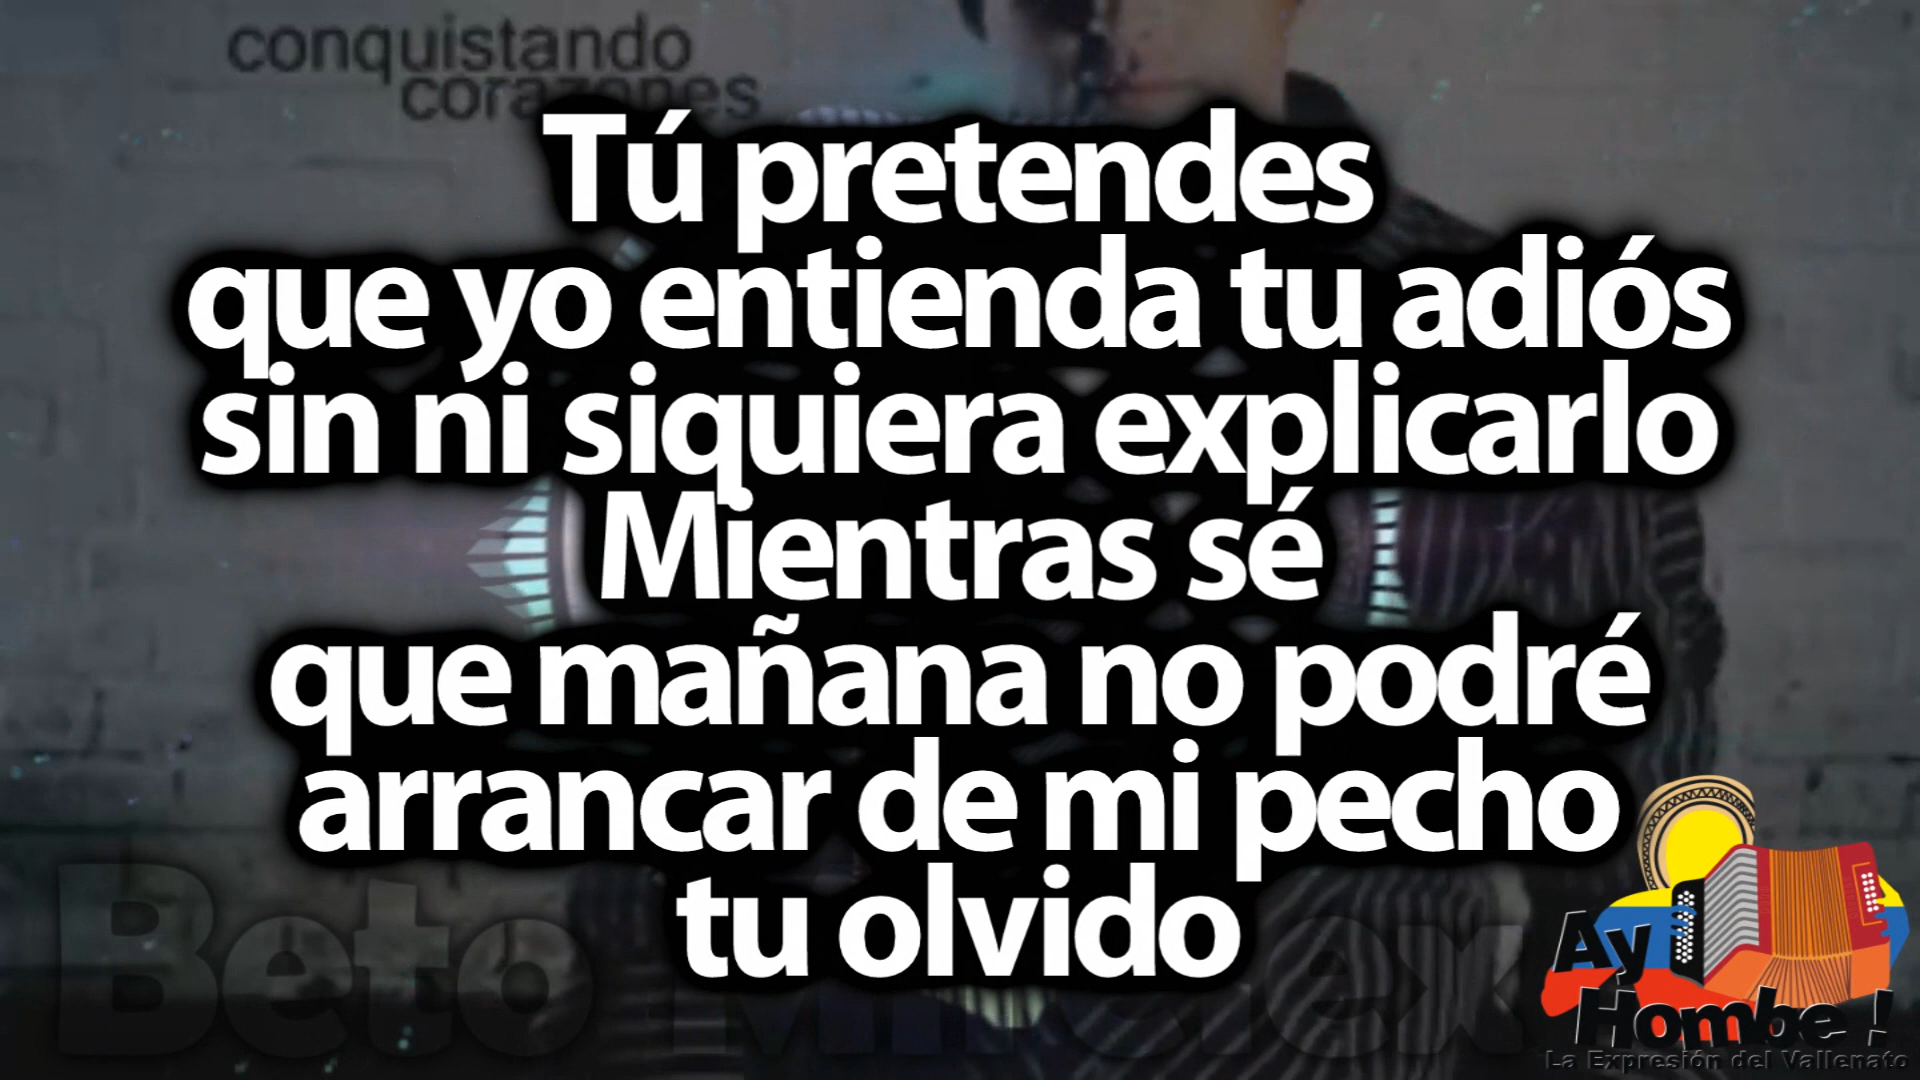 conquistando
corazones
Tú pretendes
que yo entienda tu adiós
sin ni siquiera explicarlo
Mientras sé
que mañana no podré
arrancar de mi pecho
tu olvido
Beto
Ay
Hombe !
La Expresión del Vallenato